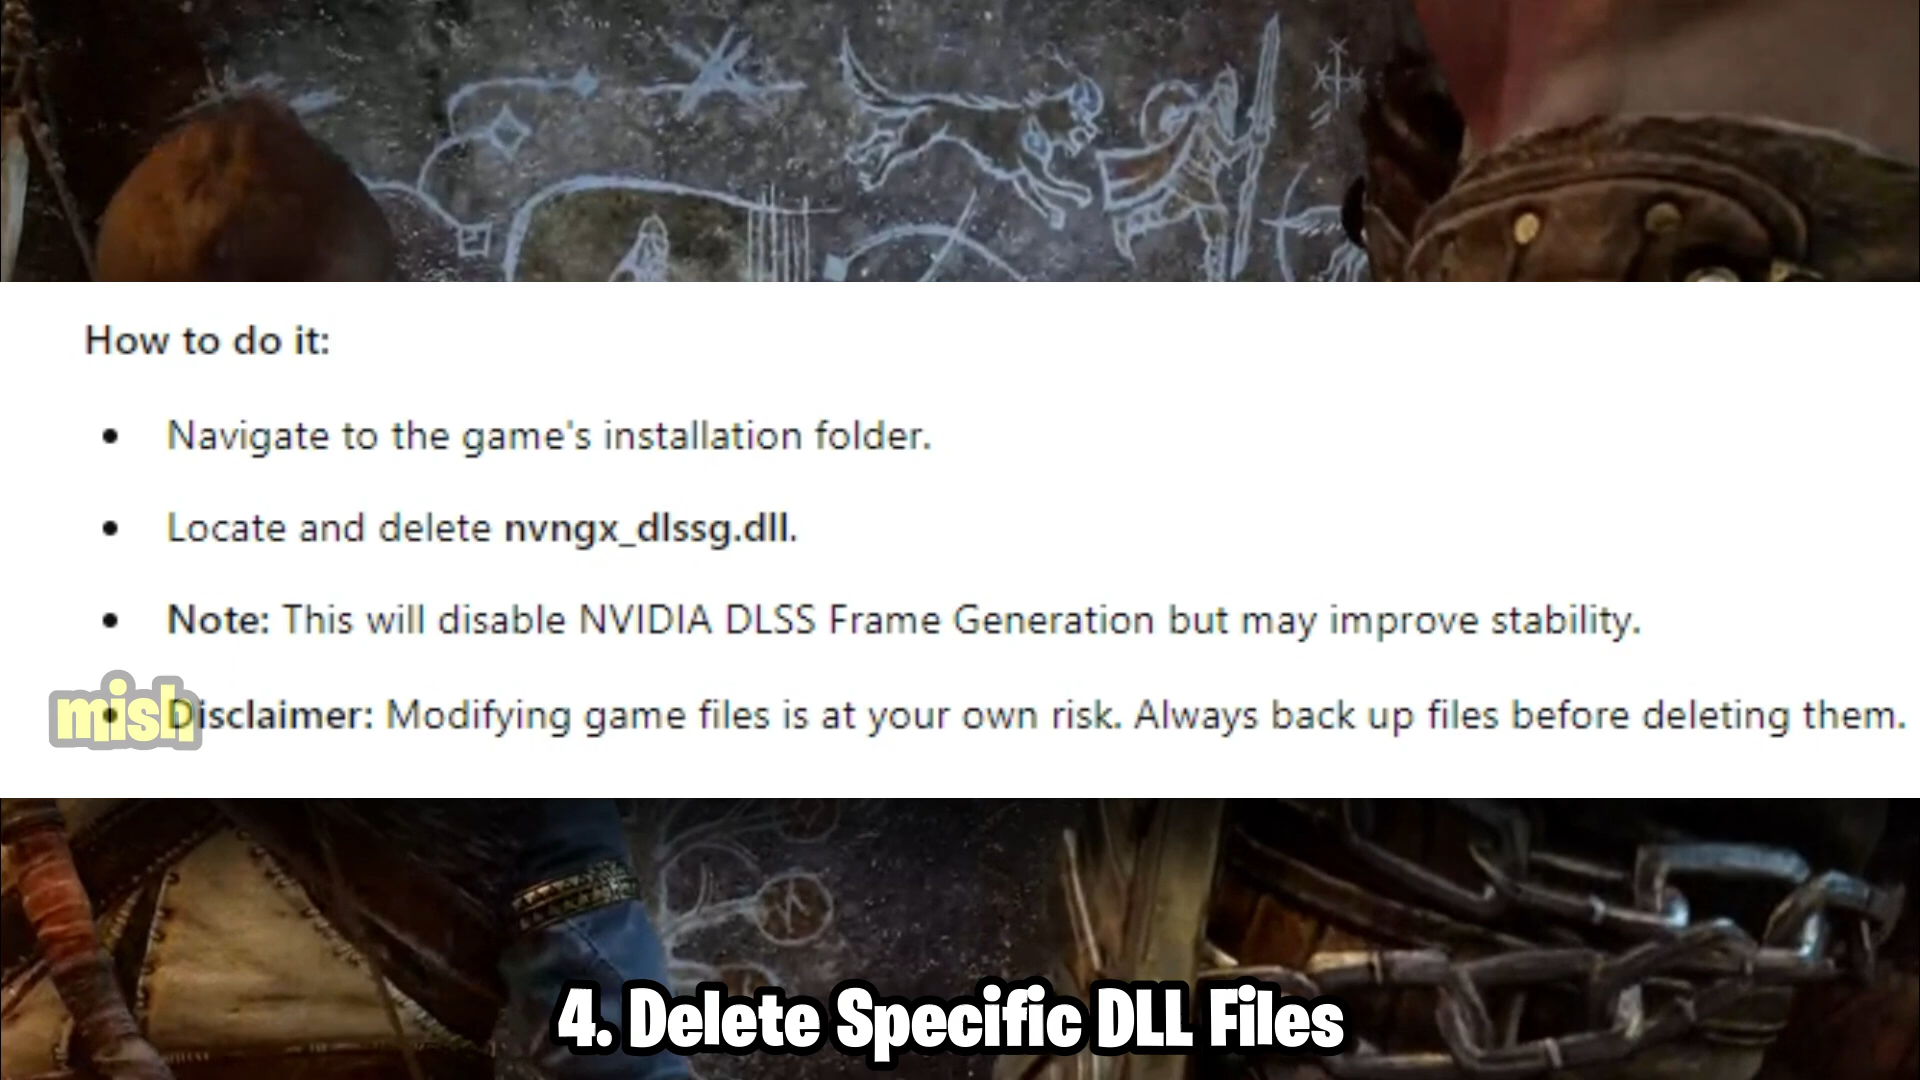 How to do it:
Navigate to the game's installation folder.
Locate and delete nvngx_dlssg.dll.
Note: This will disable NVIDIA DLSS Frame Generation but may improve stability.
mish
Disclaimer: Modifying game files is at your own risk. Always back up files before deleting them.
4. Delete Specific DLL Files